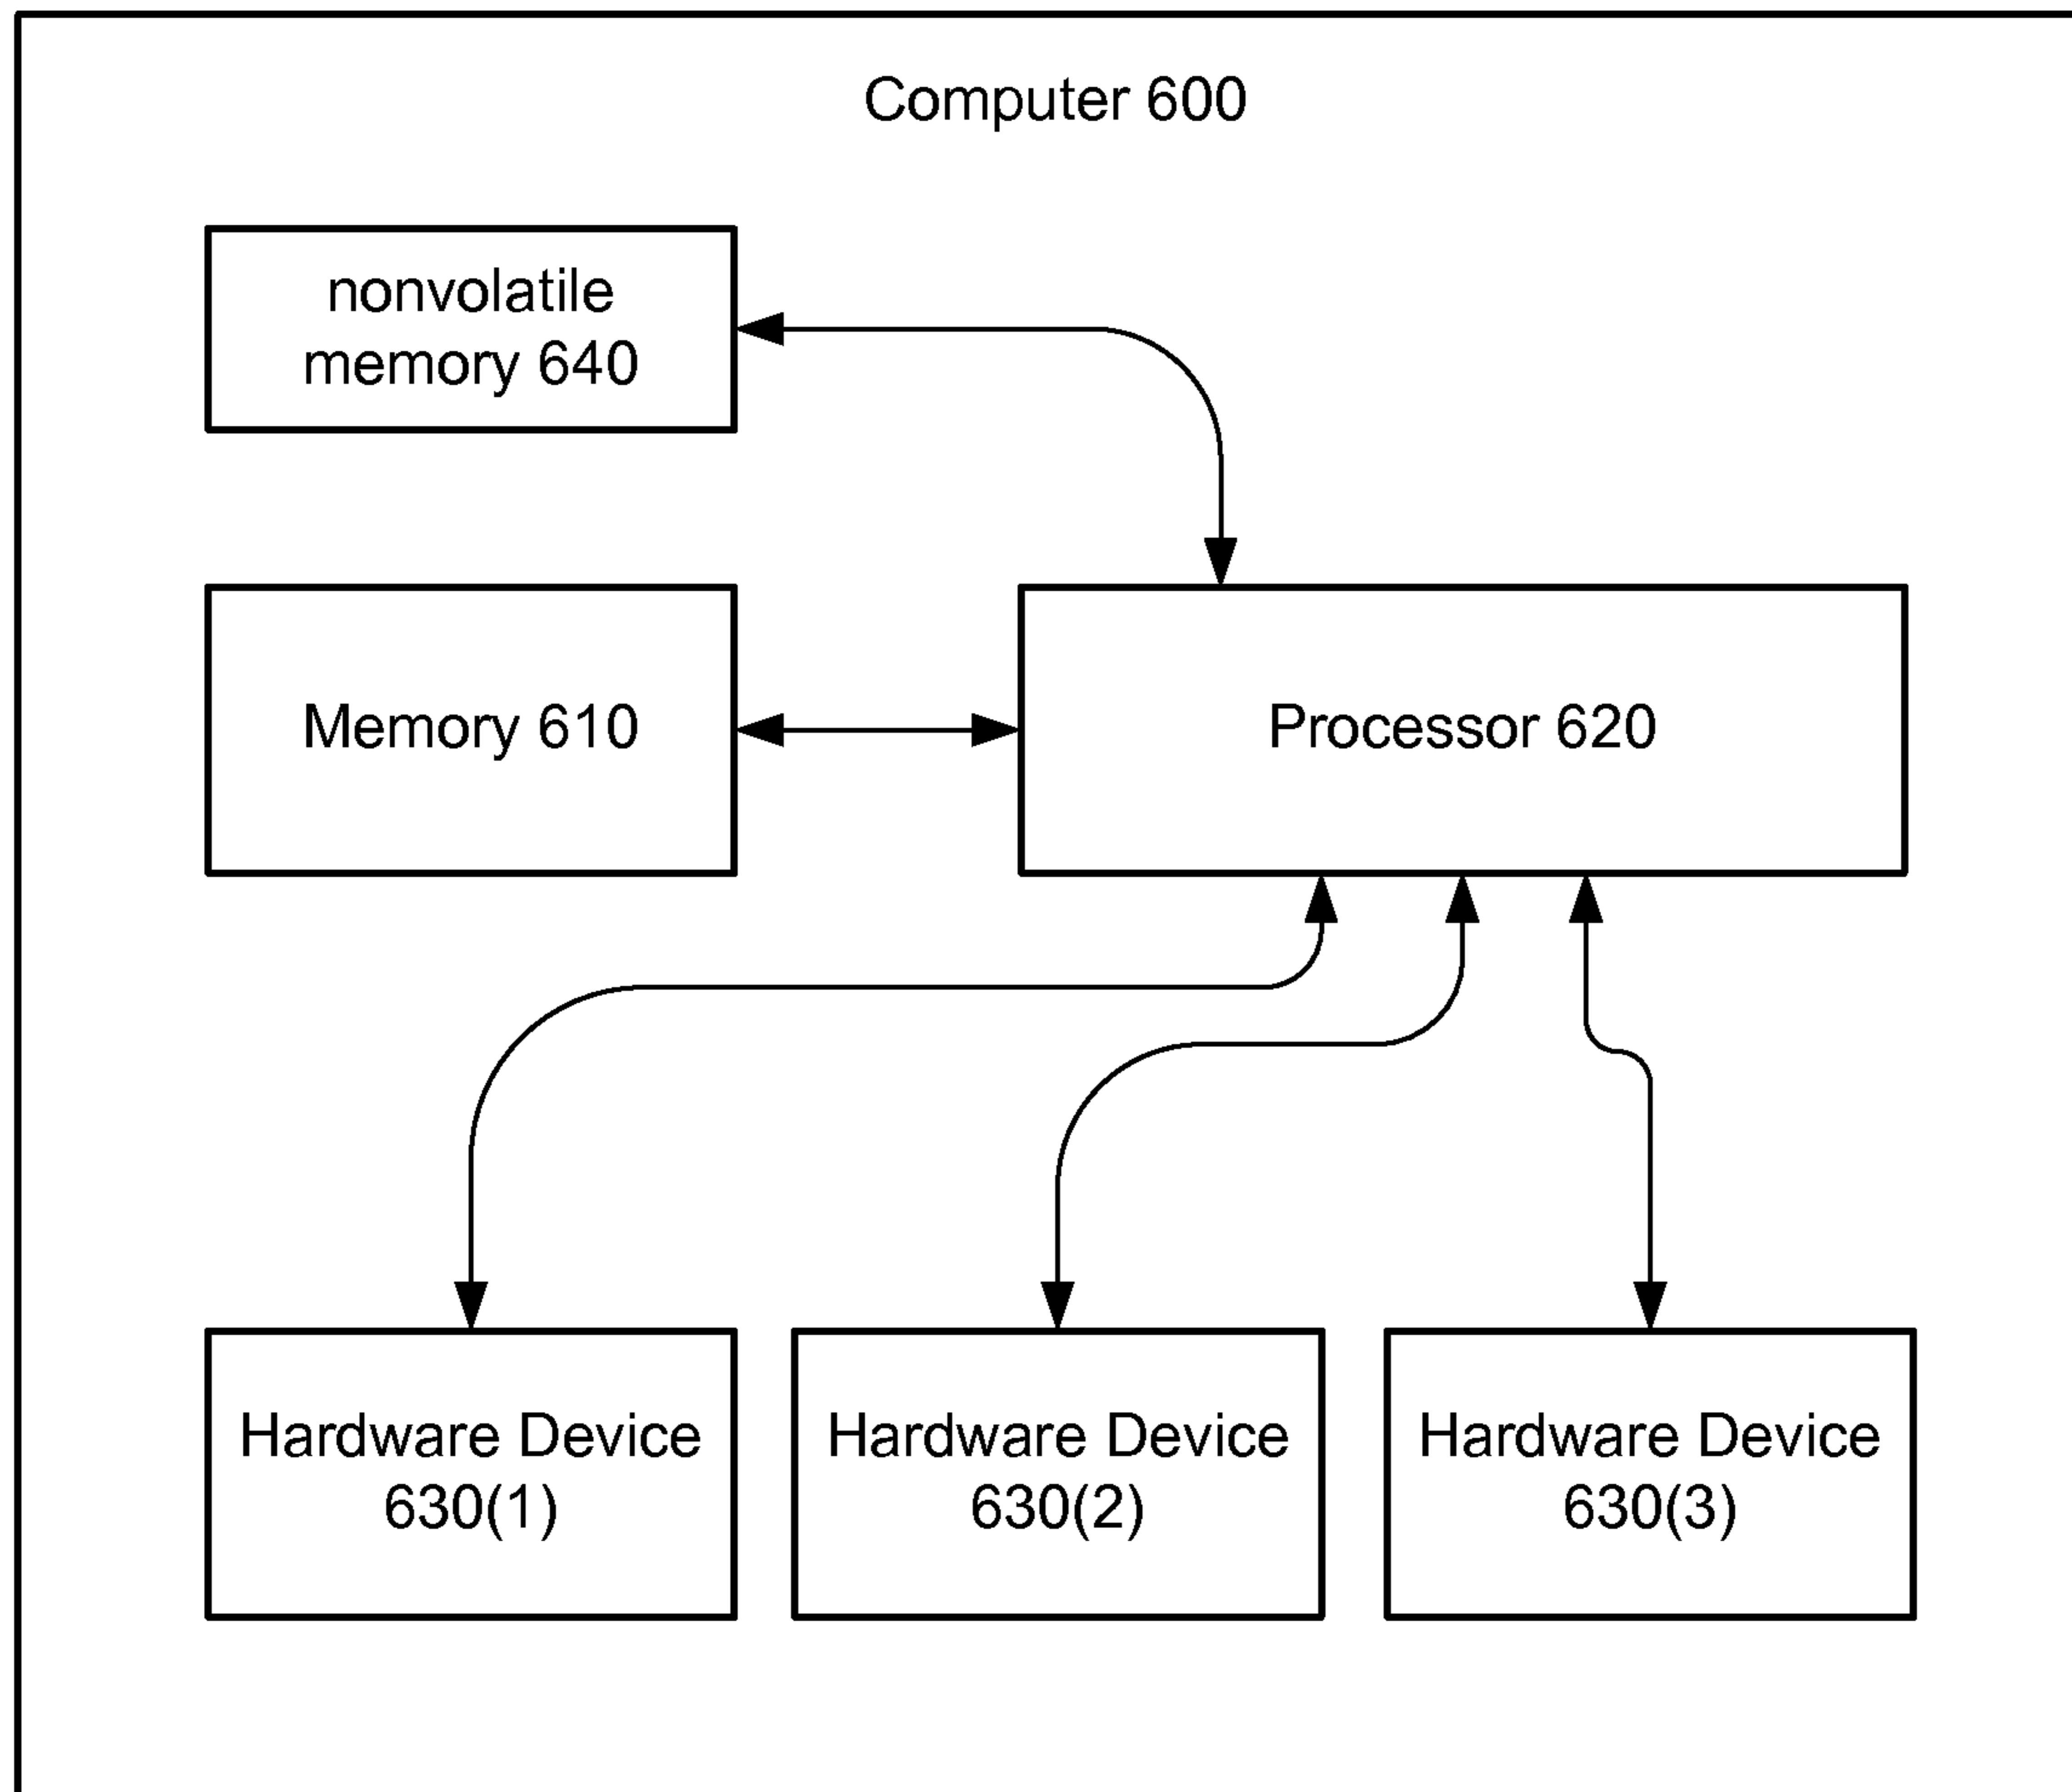 Computer 600
nonvolatile
memory 640
Memory 610
Processor 620
Hardware Device
630(1)
Hardware Device
630(2)
Hardware Device
630(3)